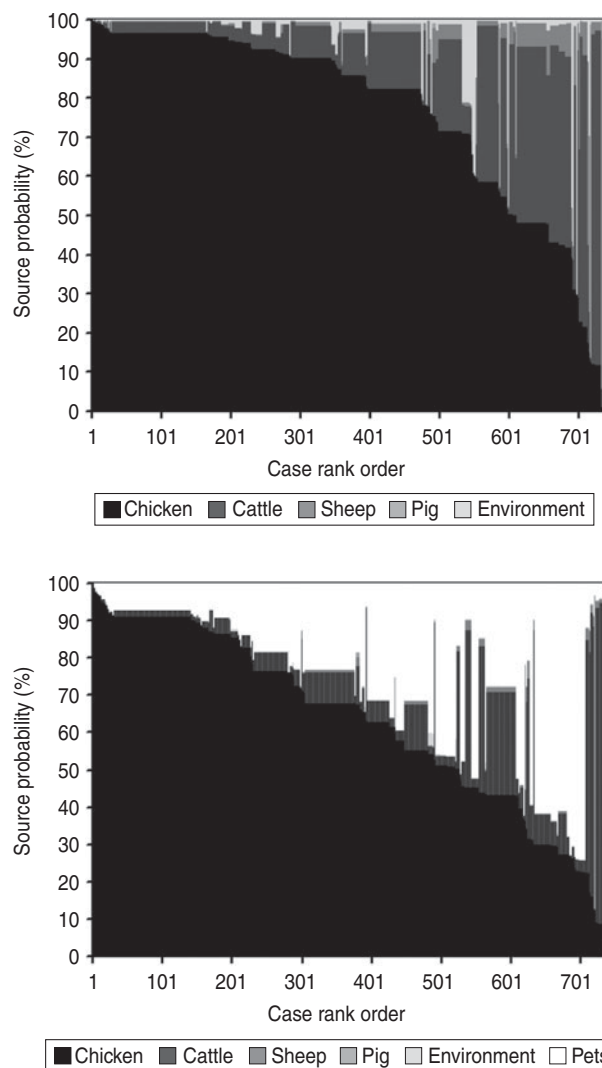 100
90
80
70
60
50
40
30
20
10
0
Source probability (%)
1 101 201 301 401 501 601 701
Case rank order
Chicken Cattle Sheep Pig Environment
100
90
80
70
60
50
40
30
20
10
0
Source probability (%)
1 101 201 301 401 501 601 701
Case rank order
Chicken Cattle Sheep Pig Environment Pets